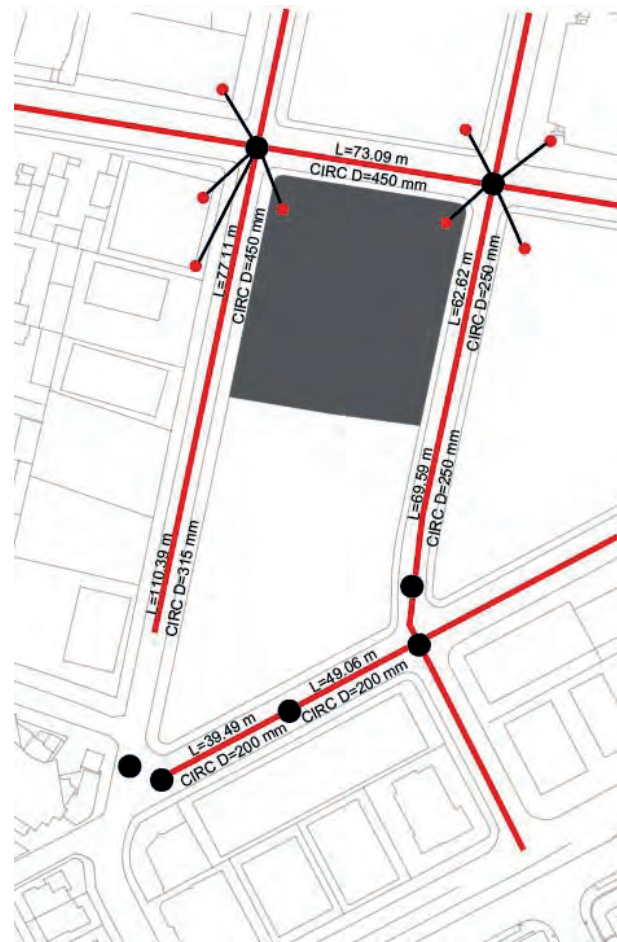 L=73.09 m
CIRC D=450 mm
L=77.11 m
CIRC D=450 mm
L=62.62 m
CIRC D=250 mm
L=69.59 m
CIRC D=250 mm
L=110.39 m
CIRC D=315 mm
L=49.06 m
CIRC D=200 mm
L=39.49 m
CIRC D=200 mm